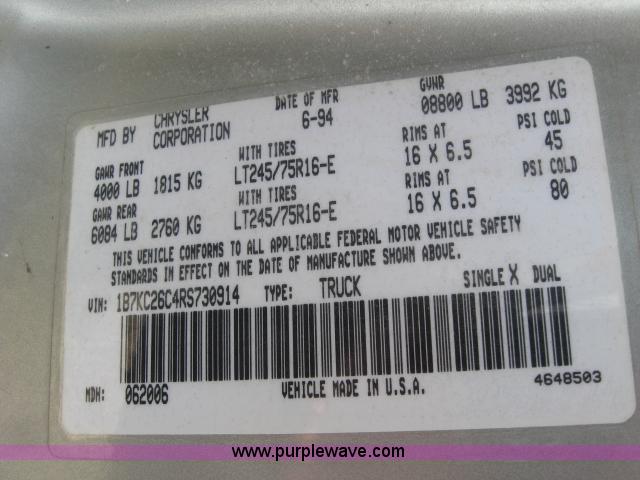 MFD BY CHRYSLER CORPORATION DATE OF MFR 6-94 GVWR 08800 LB 3992 KG
GAWR FRONT WITH TIRES RIMS AT PSI COLD
4000 LB 1815 KG LT245/75R16-E 16 X 6.5 45
GAWR REAR WITH TIRES RIMS AT PSI COLD
6084 LB 2760 KG LT245/75R16-E 16 X 6.5 80
THIS VEHICLE CONFORMS TO ALL APPLICABLE FEDERAL MOTOR VEHICLE SAFETY
STANDARDS IN EFFECT ON THE DATE OF MANUFACTURE SHOWN ABOVE.
VIN: 1B7KC26C4RS730914 TYPE: TRUCK SINGLE X DUAL
MDH: 062006 VEHICLE MADE IN U.S.A. 4648503
www.purplewave.com